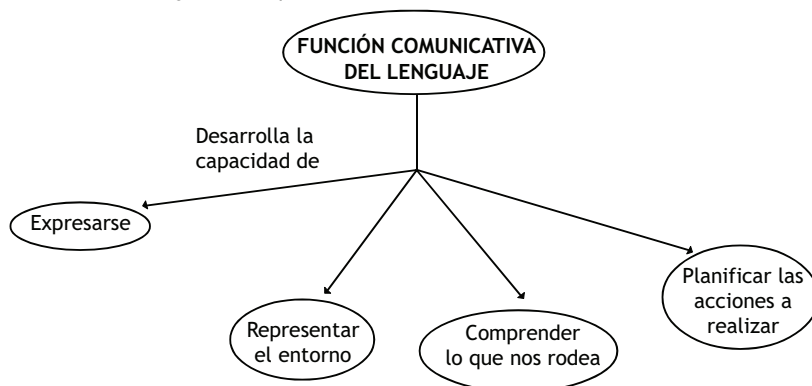 FUNCIÓN COMUNICATIVA
DEL LENGUAJE
Desarrolla la
capacidad de
Expresarse
Representar
el entorno
Comprender
lo que nos rodea
Planificar las
acciones a
realizar